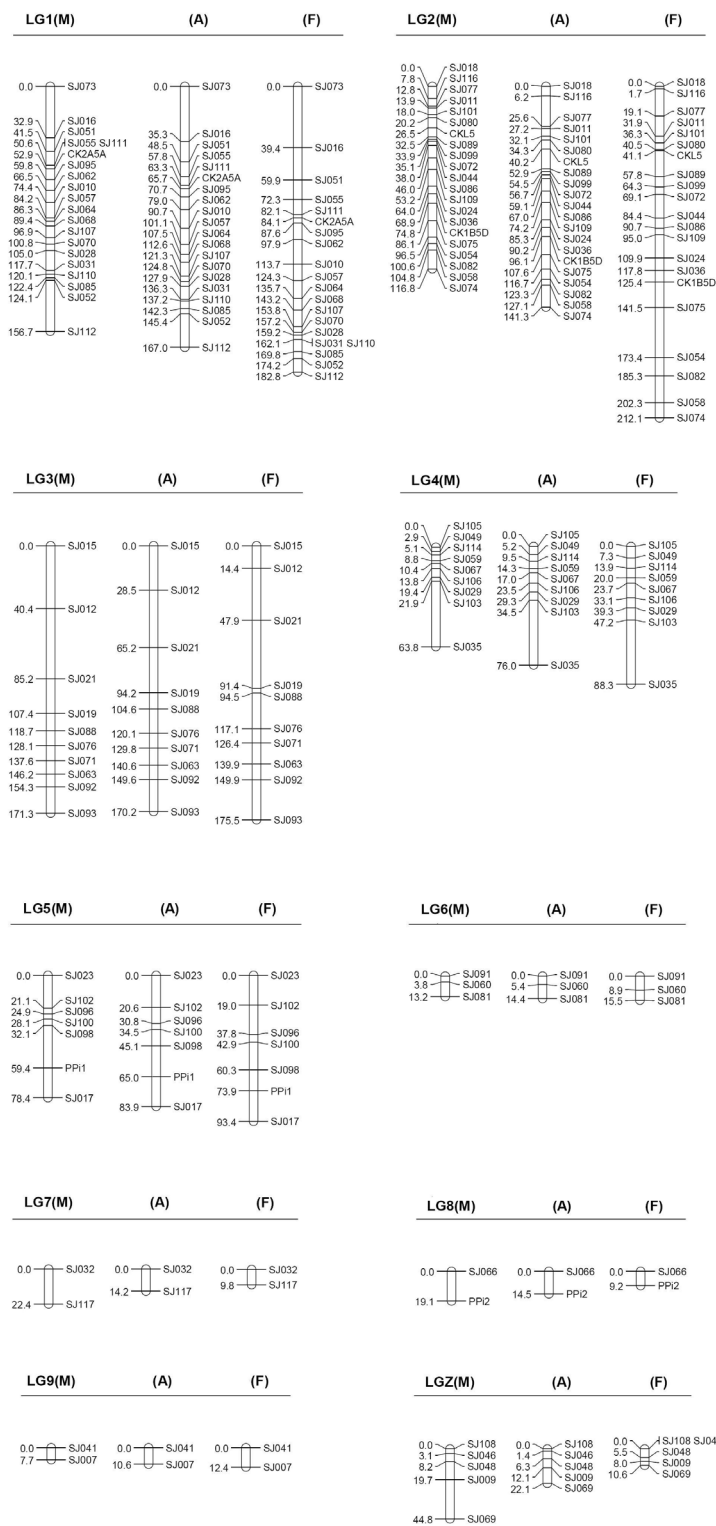 LG1(M)
0.0 SJ073
32.9 SJ016
41.5 SJ051
50.6 SJ055 SJ111
52.9 CK2A5A
59.8 SJ095
66.5 SJ062
74.4 SJ010
84.2 SJ057
86.3 SJ064
89.4 SJ068
96.9 SJ107
100.8 SJ070
105.0 SJ028
117.7 SJ031
120.1 SJ110
122.4 SJ085
124.1 SJ052
156.7 SJ112
(A)
0.0 SJ073
35.3 SJ016
48.5 SJ051
57.8 SJ055
63.3 SJ111
65.7 CK2A5A
70.7 SJ095
79.0 SJ062
90.7 SJ010
101.1 SJ057
107.5 SJ064
112.6 SJ068
121.3 SJ107
124.8 SJ070
127.9 SJ028
136.3 SJ031
137.2 SJ110
142.3 SJ085
145.4 SJ052
167.0 SJ112
(F)
0.0 SJ073
39.4 SJ016
59.9 SJ051
72.3 SJ055
82.1 SJ111
84.1 CK2A5A
87.6 SJ095
97.9 SJ062
113.7 SJ010
124.3 SJ057
135.7 SJ064
143.2 SJ068
153.8 SJ107
157.2 SJ070
159.2 SJ028
162.1 SJ031 SJ110
169.8 SJ085
174.2 SJ052
182.8 SJ112
LG2(M)
0.0 SJ018
7.8 SJ116
12.8 SJ077
13.9 SJ011
18.0 SJ101
20.2 SJ080
26.5 CKL5
32.5 SJ089
33.9 SJ099
35.1 SJ072
38.0 SJ044
46.0 SJ086
53.2 SJ109
64.0 SJ024
68.9 SJ036
74.8 CK1B5D
86.1 SJ075
96.5 SJ054
100.6 SJ082
104.8 SJ058
116.8 SJ074
(A)
0.0 SJ018
6.2 SJ116
25.6 SJ077
27.2 SJ011
32.1 SJ101
34.3 SJ080
40.2 CKL5
52.9 SJ089
54.5 SJ099
56.7 SJ072
59.1 SJ044
67.0 SJ086
74.2 SJ109
85.3 SJ024
90.2 SJ036
96.1 CK1B5D
107.6 SJ075
116.7 SJ054
123.3 SJ082
127.1 SJ058
141.3 SJ074
(F)
0.0 SJ018
1.7 SJ116
19.1 SJ077
31.9 SJ011
36.3 SJ101
40.5 SJ080
41.1 CKL5
57.8 SJ089
64.3 SJ099
69.1 SJ072
84.4 SJ044
90.7 SJ086
95.0 SJ109
109.9 SJ024
117.8 SJ036
125.4 CK1B5D
141.5 SJ075
173.4 SJ054
185.3 SJ082
202.3 SJ058
212.1 SJ074
LG3(M)
0.0 SJ015
40.4 SJ012
85.2 SJ021
107.4 SJ019
118.7 SJ088
128.1 SJ076
137.6 SJ071
146.2 SJ063
154.3 SJ092
171.3 SJ093
(A)
0.0 SJ015
28.5 SJ012
65.2 SJ021
94.2 SJ019
104.6 SJ088
120.1 SJ076
129.8 SJ071
140.6 SJ063
149.6 SJ092
170.2 SJ093
(F)
0.0 SJ015
14.4 SJ012
47.9 SJ021
91.4 SJ019
94.5 SJ088
117.1 SJ076
126.4 SJ071
139.9 SJ063
149.9 SJ092
175.5 SJ093
LG4(M)
0.0 SJ105
2.9 SJ049
5.1 SJ114
8.8 SJ059
10.4 SJ067
13.8 SJ106
19.4 SJ029
21.9 SJ103
63.8 SJ035
(A)
0.0 SJ105
5.2 SJ049
9.5 SJ114
14.3 SJ059
17.0 SJ067
23.5 SJ106
29.3 SJ029
34.5 SJ103
76.0 SJ035
(F)
0.0 SJ105
7.3 SJ049
13.9 SJ114
20.0 SJ059
23.7 SJ067
33.1 SJ106
39.3 SJ029
47.2 SJ103
88.3 SJ035
LG5(M)
0.0 SJ023
21.1 SJ102
24.9 SJ096
28.1 SJ100
32.1 SJ098
59.4 PPi1
78.4 SJ017
(A)
0.0 SJ023
20.6 SJ102
30.8 SJ096
34.5 SJ100
45.1 SJ098
65.0 PPi1
83.9 SJ017
(F)
0.0 SJ023
19.0 SJ102
37.8 SJ096
42.9 SJ100
60.3 SJ098
73.9 PPi1
93.4 SJ017
LG6(M)
0.0 SJ091
3.8 SJ060
13.2 SJ081
(A)
0.0 SJ091
5.4 SJ060
14.4 SJ081
(F)
0.0 SJ091
8.9 SJ060
15.5 SJ081
LG7(M)
0.0 SJ032
22.4 SJ117
(A)
0.0 SJ032
14.2 SJ117
(F)
0.0 SJ032
9.8 SJ117
LG8(M)
0.0 SJ066
19.1 PPi2
(A)
0.0 SJ066
14.5 PPi2
(F)
0.0 SJ066
9.2 PPi2
LG9(M)
0.0 SJ041
7.7 SJ007
(A)
0.0 SJ041
10.6 SJ007
(F)
0.0 SJ041
12.4 SJ007
LGZ(M)
0.0 SJ108
3.1 SJ046
8.2 SJ048
19.7 SJ009
44.8 SJ069
(A)
0.0 SJ108
1.4 SJ046
6.3 SJ048
12.1 SJ009
22.1 SJ069
(F)
0.0 SJ108 SJ04
5.5 SJ048
8.0 SJ009
10.6 SJ069